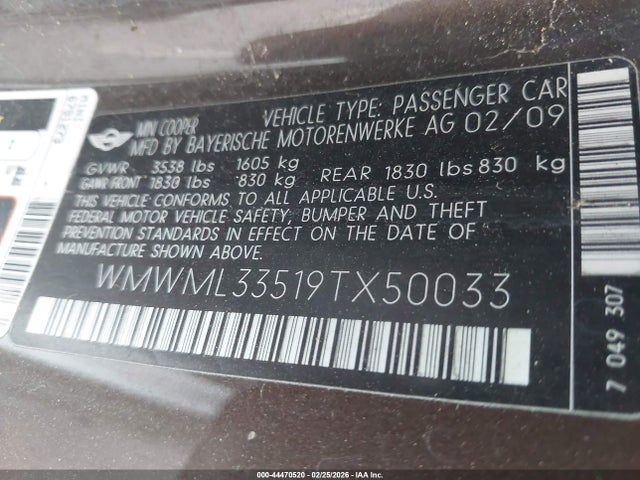 MINI COOPER
VEHICLE TYPE: PASSENGER CAR
MFD BY BAYERISCHE MOTORENWERKE AG 02/09
GVWR 3538 lbs 1605 kg
GAWR FRONT 1830 lbs 830 kg REAR 1830 lbs 830 kg
THIS VEHICLE CONFORMS TO ALL APPLICABLE U.S.
FEDERAL MOTOR VEHICLE SAFETY, BUMPER AND THEFT
PREVENTION STANDARDS IN EFFECT ON THE DATE OF
MANUFACTURE
WMWML33519TX50033
7 049 307
000-44470520 - 02/25/2026 - IAA Inc.